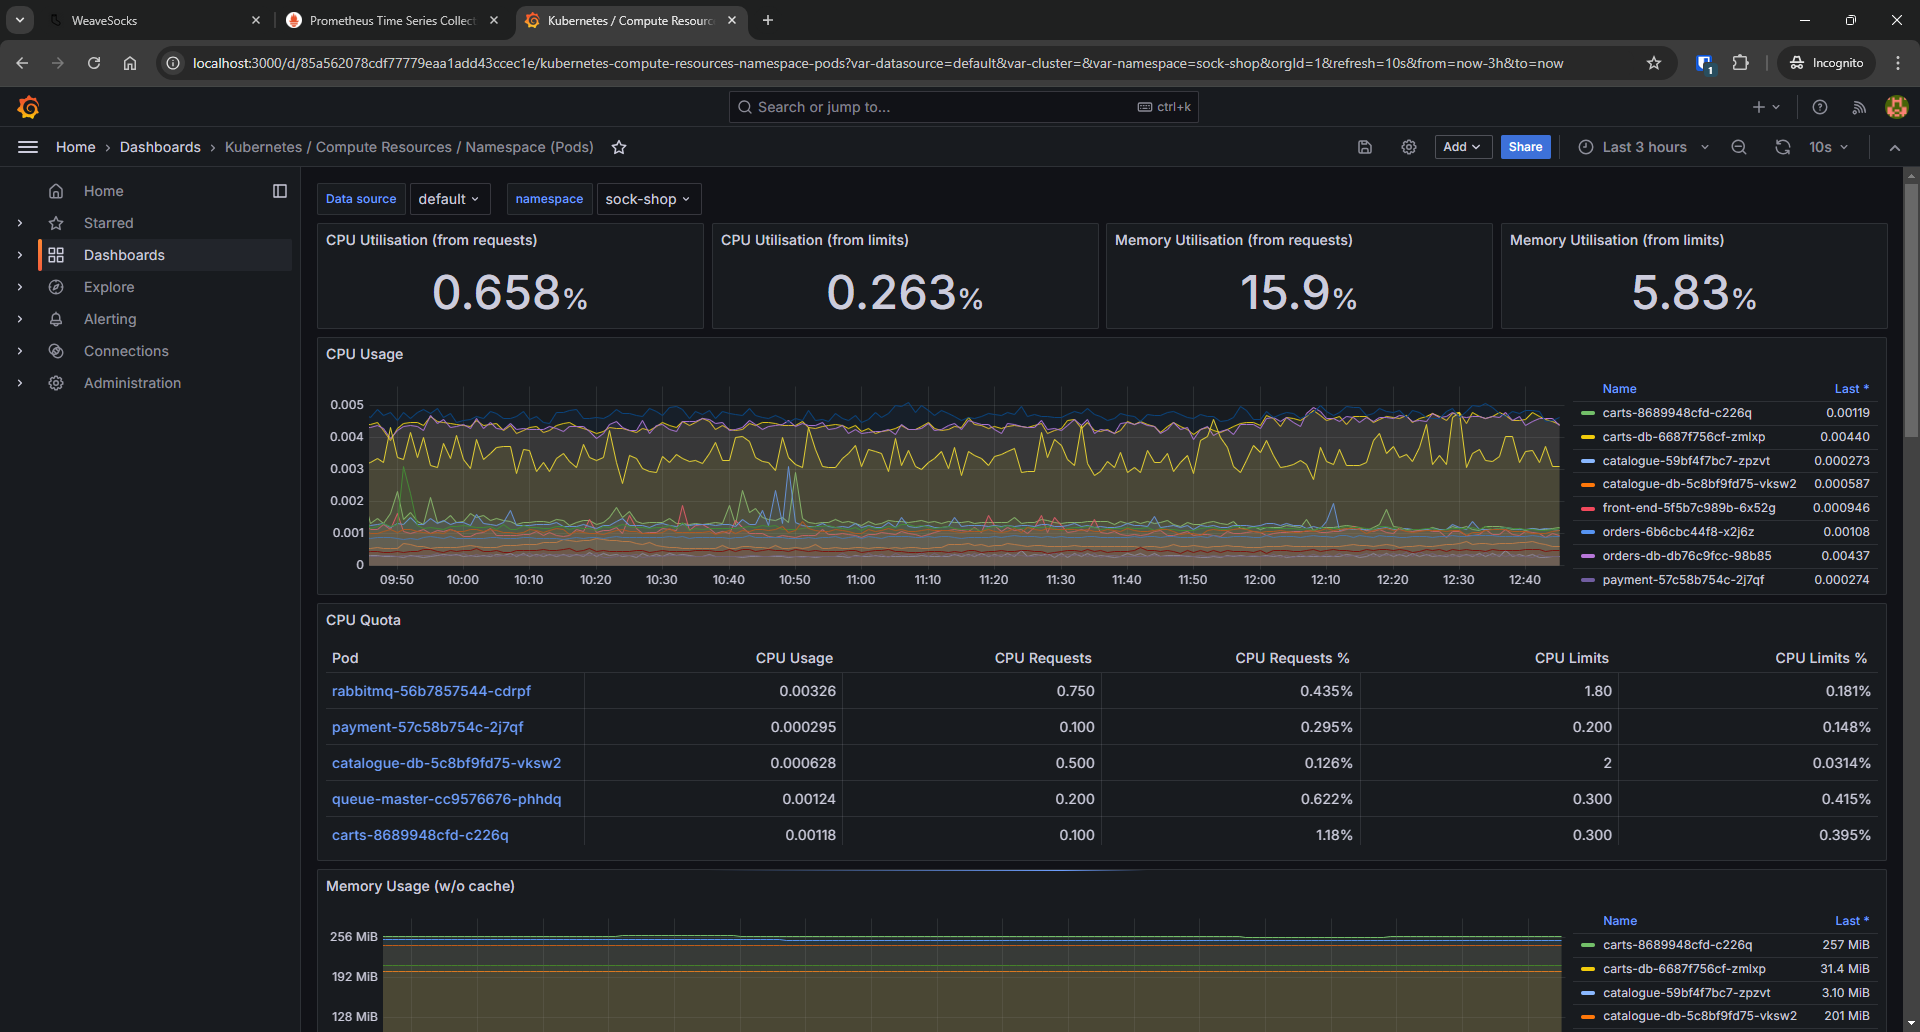 WeaveSocks
Prometheus Time Series Collect
Kubernetes / Compute Resourc
localhost:3000/d/85a562078cdf77779eaa1add43ccec1e/kubernetes-compute-resources-namespace-pods?var-datasource=default&var-cluster=&var-namespace=sock-shop&orgId=1&refresh=10s&from=now-3h&to=now
1
Incognito
Search or jump to...
ctrl+k
Home › Dashboards › Kubernetes / Compute Resources / Namespace (Pods)
Add
Share
Last 3 hours
10s
Home
Starred
Dashboards
Explore
Alerting
Connections
Administration
Data source
default
namespace
sock-shop
CPU Utilisation (from requests)
0.658%
CPU Utilisation (from limits)
0.263%
Memory Utilisation (from requests)
15.9%
Memory Utilisation (from limits)
5.83%
CPU Usage
0.005
0.004
0.003
0.002
0.001
0
09:50 10:00 10:10 10:20 10:30 10:40 10:50 11:00 11:10 11:20 11:30 11:40 11:50 12:00 12:10 12:20 12:30 12:40
Name Last *
carts-8689948cfd-c226q 0.00119
carts-db-6687f756cf-zmlxp 0.00440
catalogue-59bf4f7bc7-zpzvt 0.000273
catalogue-db-5c8bf9fd75-vksw2 0.000587
front-end-5f5b7c989b-6x52g 0.000946
orders-6b6cbc44f8-x2j6z 0.00108
orders-db-db76c9fcc-98b85 0.00437
payment-57c58b754c-2j7qf 0.000274
CPU Quota
Pod CPU Usage CPU Requests CPU Requests % CPU Limits CPU Limits %
rabbitmq-56b7857544-cdrpf 0.00326 0.750 0.435% 1.80 0.181%
payment-57c58b754c-2j7qf 0.000295 0.100 0.295% 0.200 0.148%
catalogue-db-5c8bf9fd75-vksw2 0.000628 0.500 0.126% 2 0.0314%
queue-master-cc9576676-phhdq 0.00124 0.200 0.622% 0.300 0.415%
carts-8689948cfd-c226q 0.00118 0.100 1.18% 0.300 0.395%
Memory Usage (w/o cache)
256 MiB
192 MiB
128 MiB
Name Last *
carts-8689948cfd-c226q 257 MiB
carts-db-6687f756cf-zmlxp 31.4 MiB
catalogue-59bf4f7bc7-zpzvt 3.10 MiB
catalogue-db-5c8bf9fd75-vksw2 201 MiB